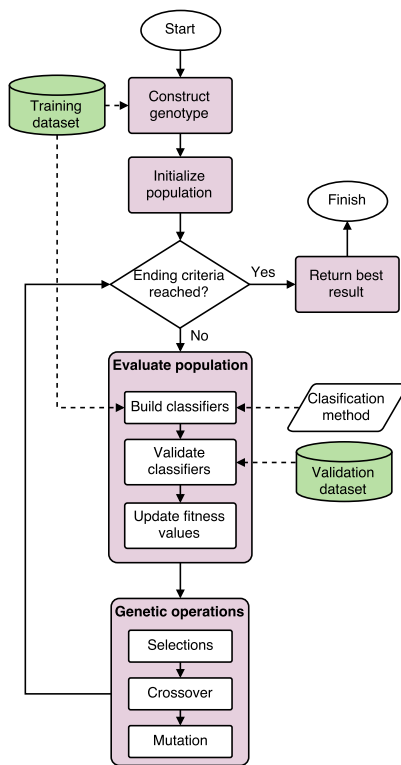 Start
Training
dataset
Construct
genotype
Initialize
population
Finish
Ending criteria
reached?
Yes
Return best
result
No
Evaluate population
Build classifiers
Clasification
method
Validate
classifiers
Validation
dataset
Update fitness
values
Genetic operations
Selections
Crossover
Mutation